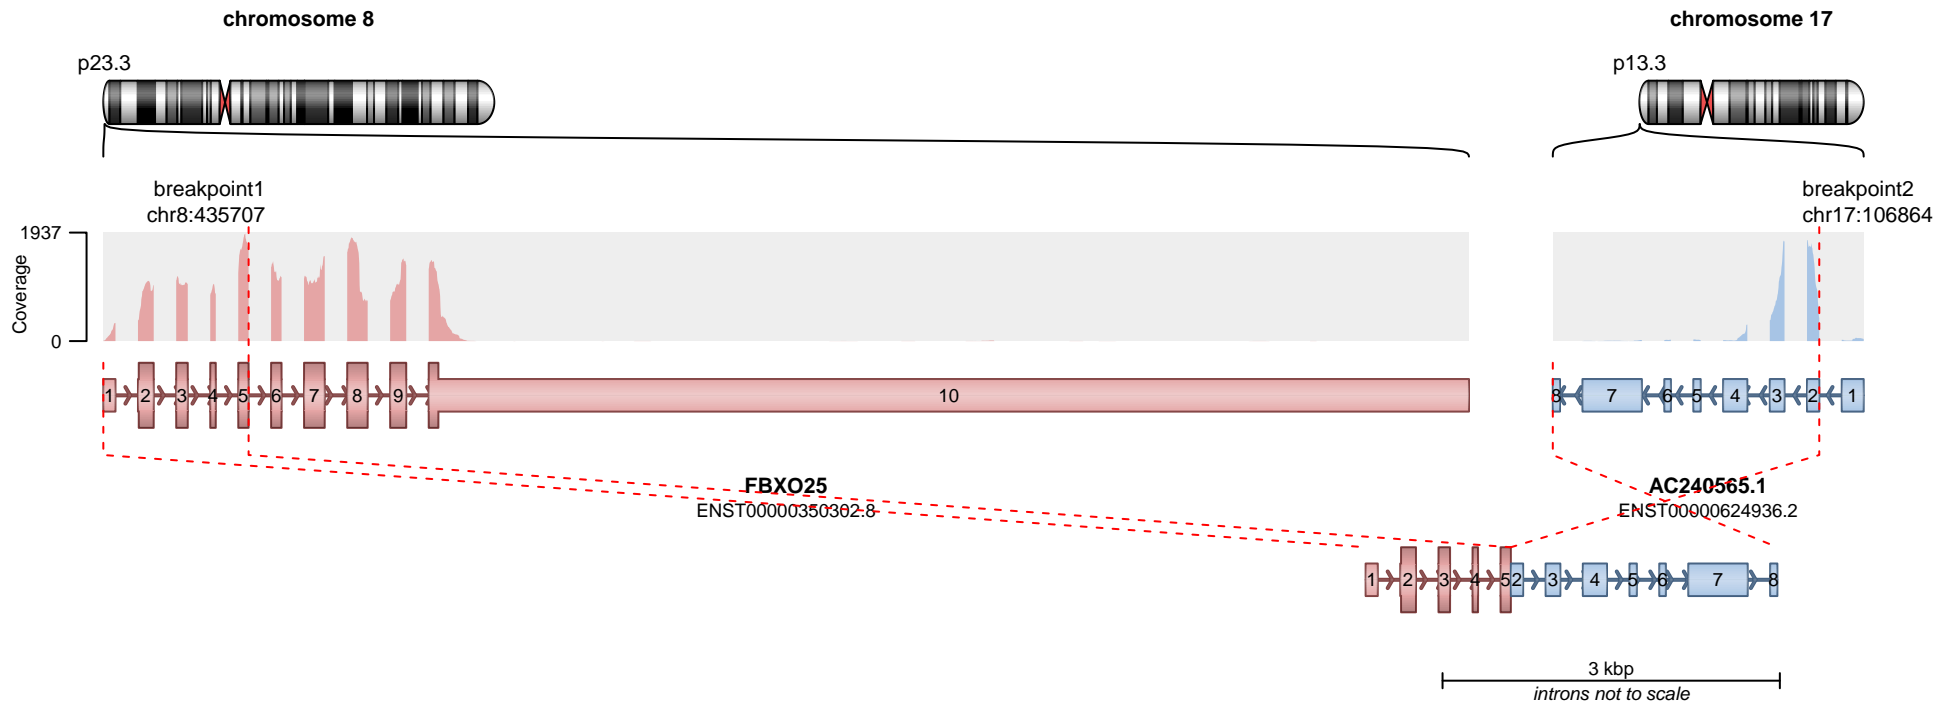 chromosome 8
chromosome 17
p23.3
p13.3
breakpoint1
chr8:435707
breakpoint2
chr17:106864
1937
Coverage
0
1 2 3 4 5 6 7 8 9 10
8 7 6 5 4 3 2 1
FBXO25
ENST00000350302.8
AC240565.1
ENST00000624936.2
1 2 3 4 5 2 3 4 5 6 7 8
3 kbp
introns not to scale